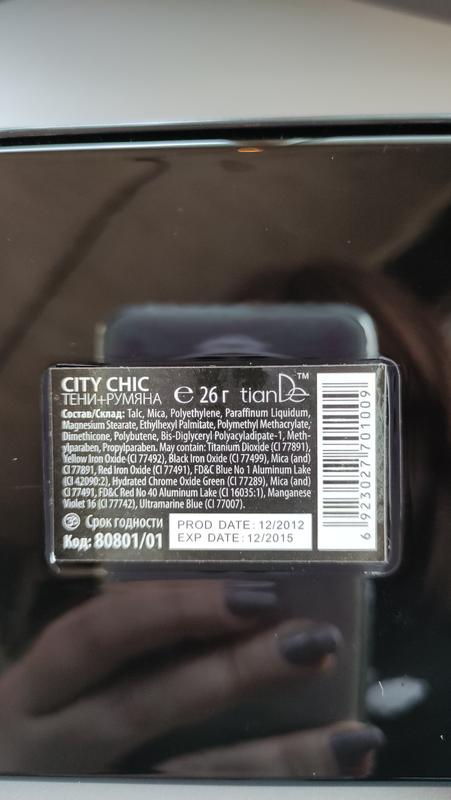 CITY CHIC
ТЕНИ+РУМЯНА ℮ 26 г tianDe™
Состав/Склад: Talc, Mica, Polyethylene, Paraffinum Liquidum,
Magnesium Stearate, Ethylhexyl Palmitate, Polymethyl Methacrylate,
Dimethicone, Polybutene, Bis-Diglyceryl Polyacyladipate-1, Meth-
ylparaben, Propylparaben. May contain: Titanium Dioxide (CI 77891),
Yellow Iron Oxide (CI 77492), Black Iron Oxide (CI 77499), Mica (and)
CI 77891, Red Iron Oxide (CI 77491), FD&C Blue No 1 Aluminum Lake
(CI 42090:2), Hydrated Chrome Oxide Green (CI 77289), Mica (and)
CI 77491, FD&C Red No 40 Aluminum Lake (CI 16035:1), Manganese
Violet 16 (CI 77742), Ultramarine Blue (CI 77007).
Срок годности
Код: 80801/01
PROD DATE: 12/2012
EXP DATE: 12/2015
6 923027 701009